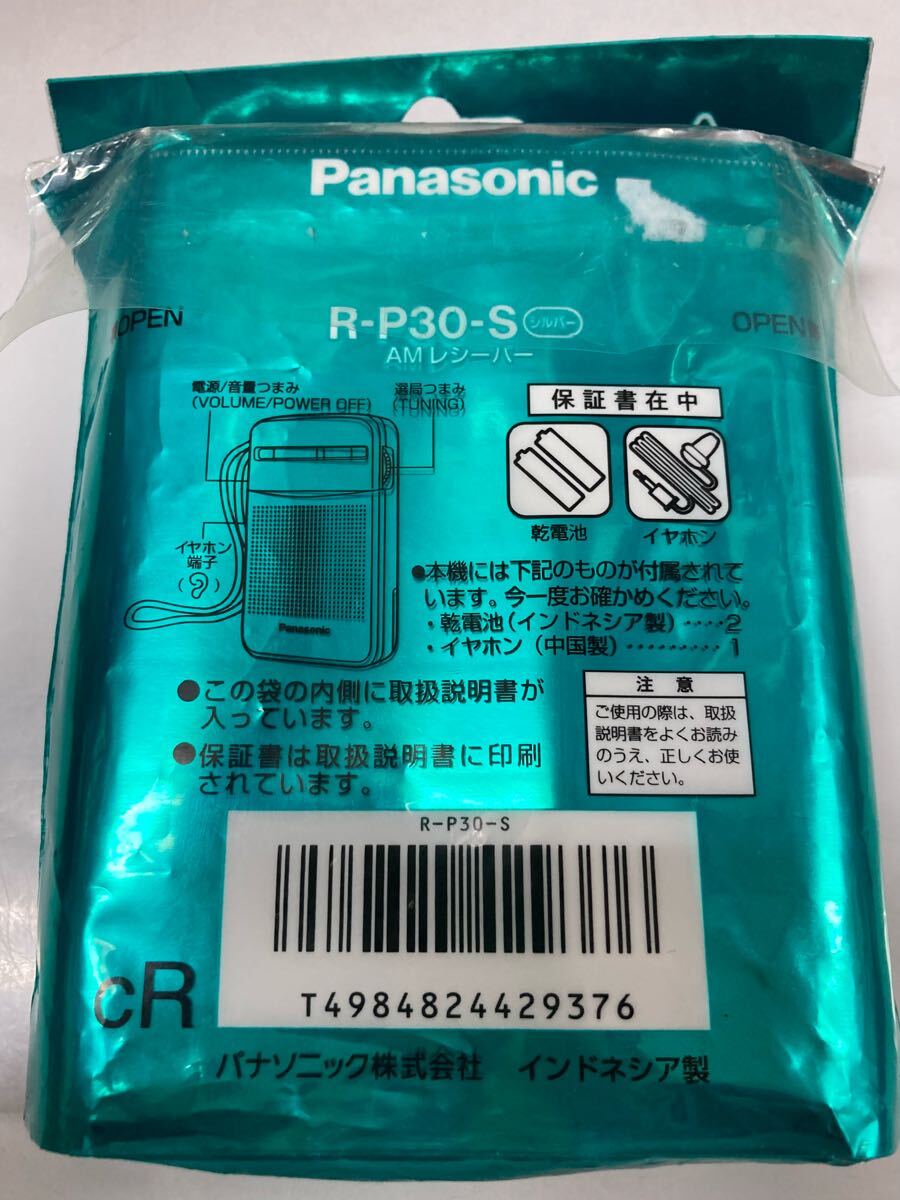 Panasonic
OPEN
R-P30-S シルバー
OPEN
AMレシーバー
電源/音量つまみ
(VOLUME/POWER OFF)
選局つまみ
(TUNING)
保証書在中
乾電池
イヤホン
イヤホン
端子
Panasonic
●本機には下記のものが付属されて
います。今一度お確かめください。
・乾電池(インドネシア製)····2
・イヤホン(中国製)·········1
●この袋の内側に取扱説明書が
入っています。
●保証書は取扱説明書に印刷
されています。
注意
ご使用の際は、取扱
説明書をよくお読み
のうえ、正しくお使
いください。
R-P30-S
T4984824429376
cR
パナソニック株式会社 インドネシア製